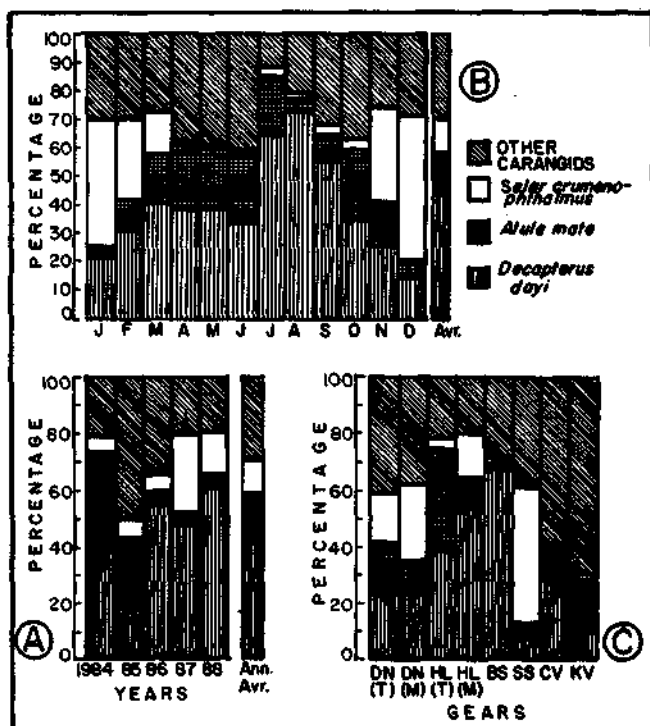 PERCENTAGE
100
90
80
70
60
50
40
30
20
10
0
J F M A M J J A S O N D Avr.
B
OTHER CARANGIDS
Selar crumeno-
phthalmus
Atule mate
Decapterus
dayi
PERCENTAGE
100
80
60
40
20
0
A
1984 85 86 87 88 Ann. Avr.
YEARS
PERCENTAGE
100
80
60
40
20
0
DN (T) DN (M) HL (T) HL (M) BS SS CV KV
C
GEARS